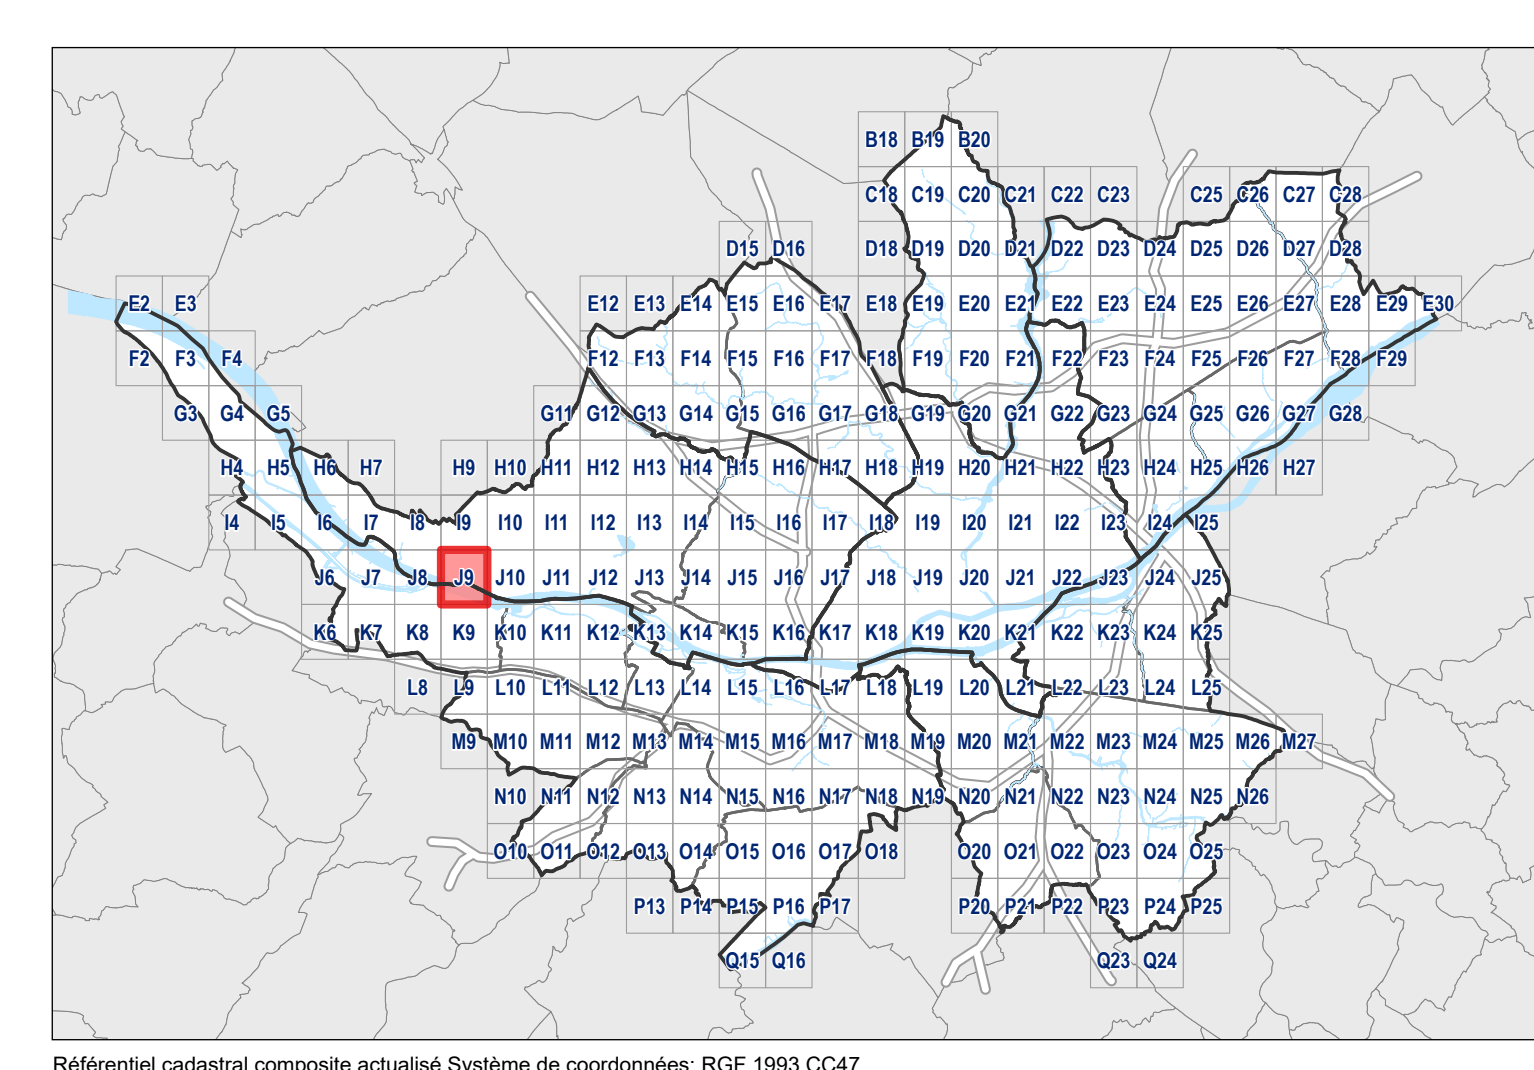 B18 B19 B20
C18 C19 C20 C21 C22 C23 C25 C26 C27 C28
D15 D16 D18 D19 D20 D21 D22 D23 D24 D25 D26 D27 D28
E2 E3 E12 E13 E14 E15 E16 E17 E18 E19 E20 E21 E22 E23 E24 E25 E26 E27 E28 E29 E30
F2 F3 F4 F12 F13 F14 F15 F16 F17 F18 F19 F20 F21 F22 F23 F24 F25 F26 F27 F28 F29
G3 G4 G5 G11 G12 G13 G14 G15 G16 G17 G18 G19 G20 G21 G22 G23 G24 G25 G26 G27 G28
H4 H5 H6 H7 H9 H10 H11 H12 H13 H14 H15 H16 H17 H18 H19 H20 H21 H22 H23 H24 H25 H26 H27
I4 I5 I6 I7 I8 I9 I10 I11 I12 I13 I14 I15 I16 I17 I18 I19 I20 I21 I22 I23 I24 I25
J6 J7 J8 J9 J10 J11 J12 J13 J14 J15 J16 J17 J18 J19 J20 J21 J22 J23 J24 J25
K6 K7 K8 K9 K10 K11 K12 K13 K14 K15 K16 K17 K18 K19 K20 K21 K22 K23 K24 K25
L8 L9 L10 L11 L12 L13 L14 L15 L16 L17 L18 L19 L20 L21 L22 L23 L24 L25
M9 M10 M11 M12 M13 M14 M15 M16 M17 M18 M19 M20 M21 M22 M23 M24 M25 M26 M27
N10 N11 N12 N13 N14 N15 N16 N17 N18 N19 N20 N21 N22 N23 N24 N25 N26
O10 O11 O12 O13 O14 O15 O16 O17 O18 O20 O21 O22 O23 O24 O25
P13 P14 P15 P16 P17 P20 P21 P22 P23 P24 P25
Q15 Q16 Q23 Q24
Référentiel cadastral composite actualisé Système de coordonnées: RGF 1993 CC47